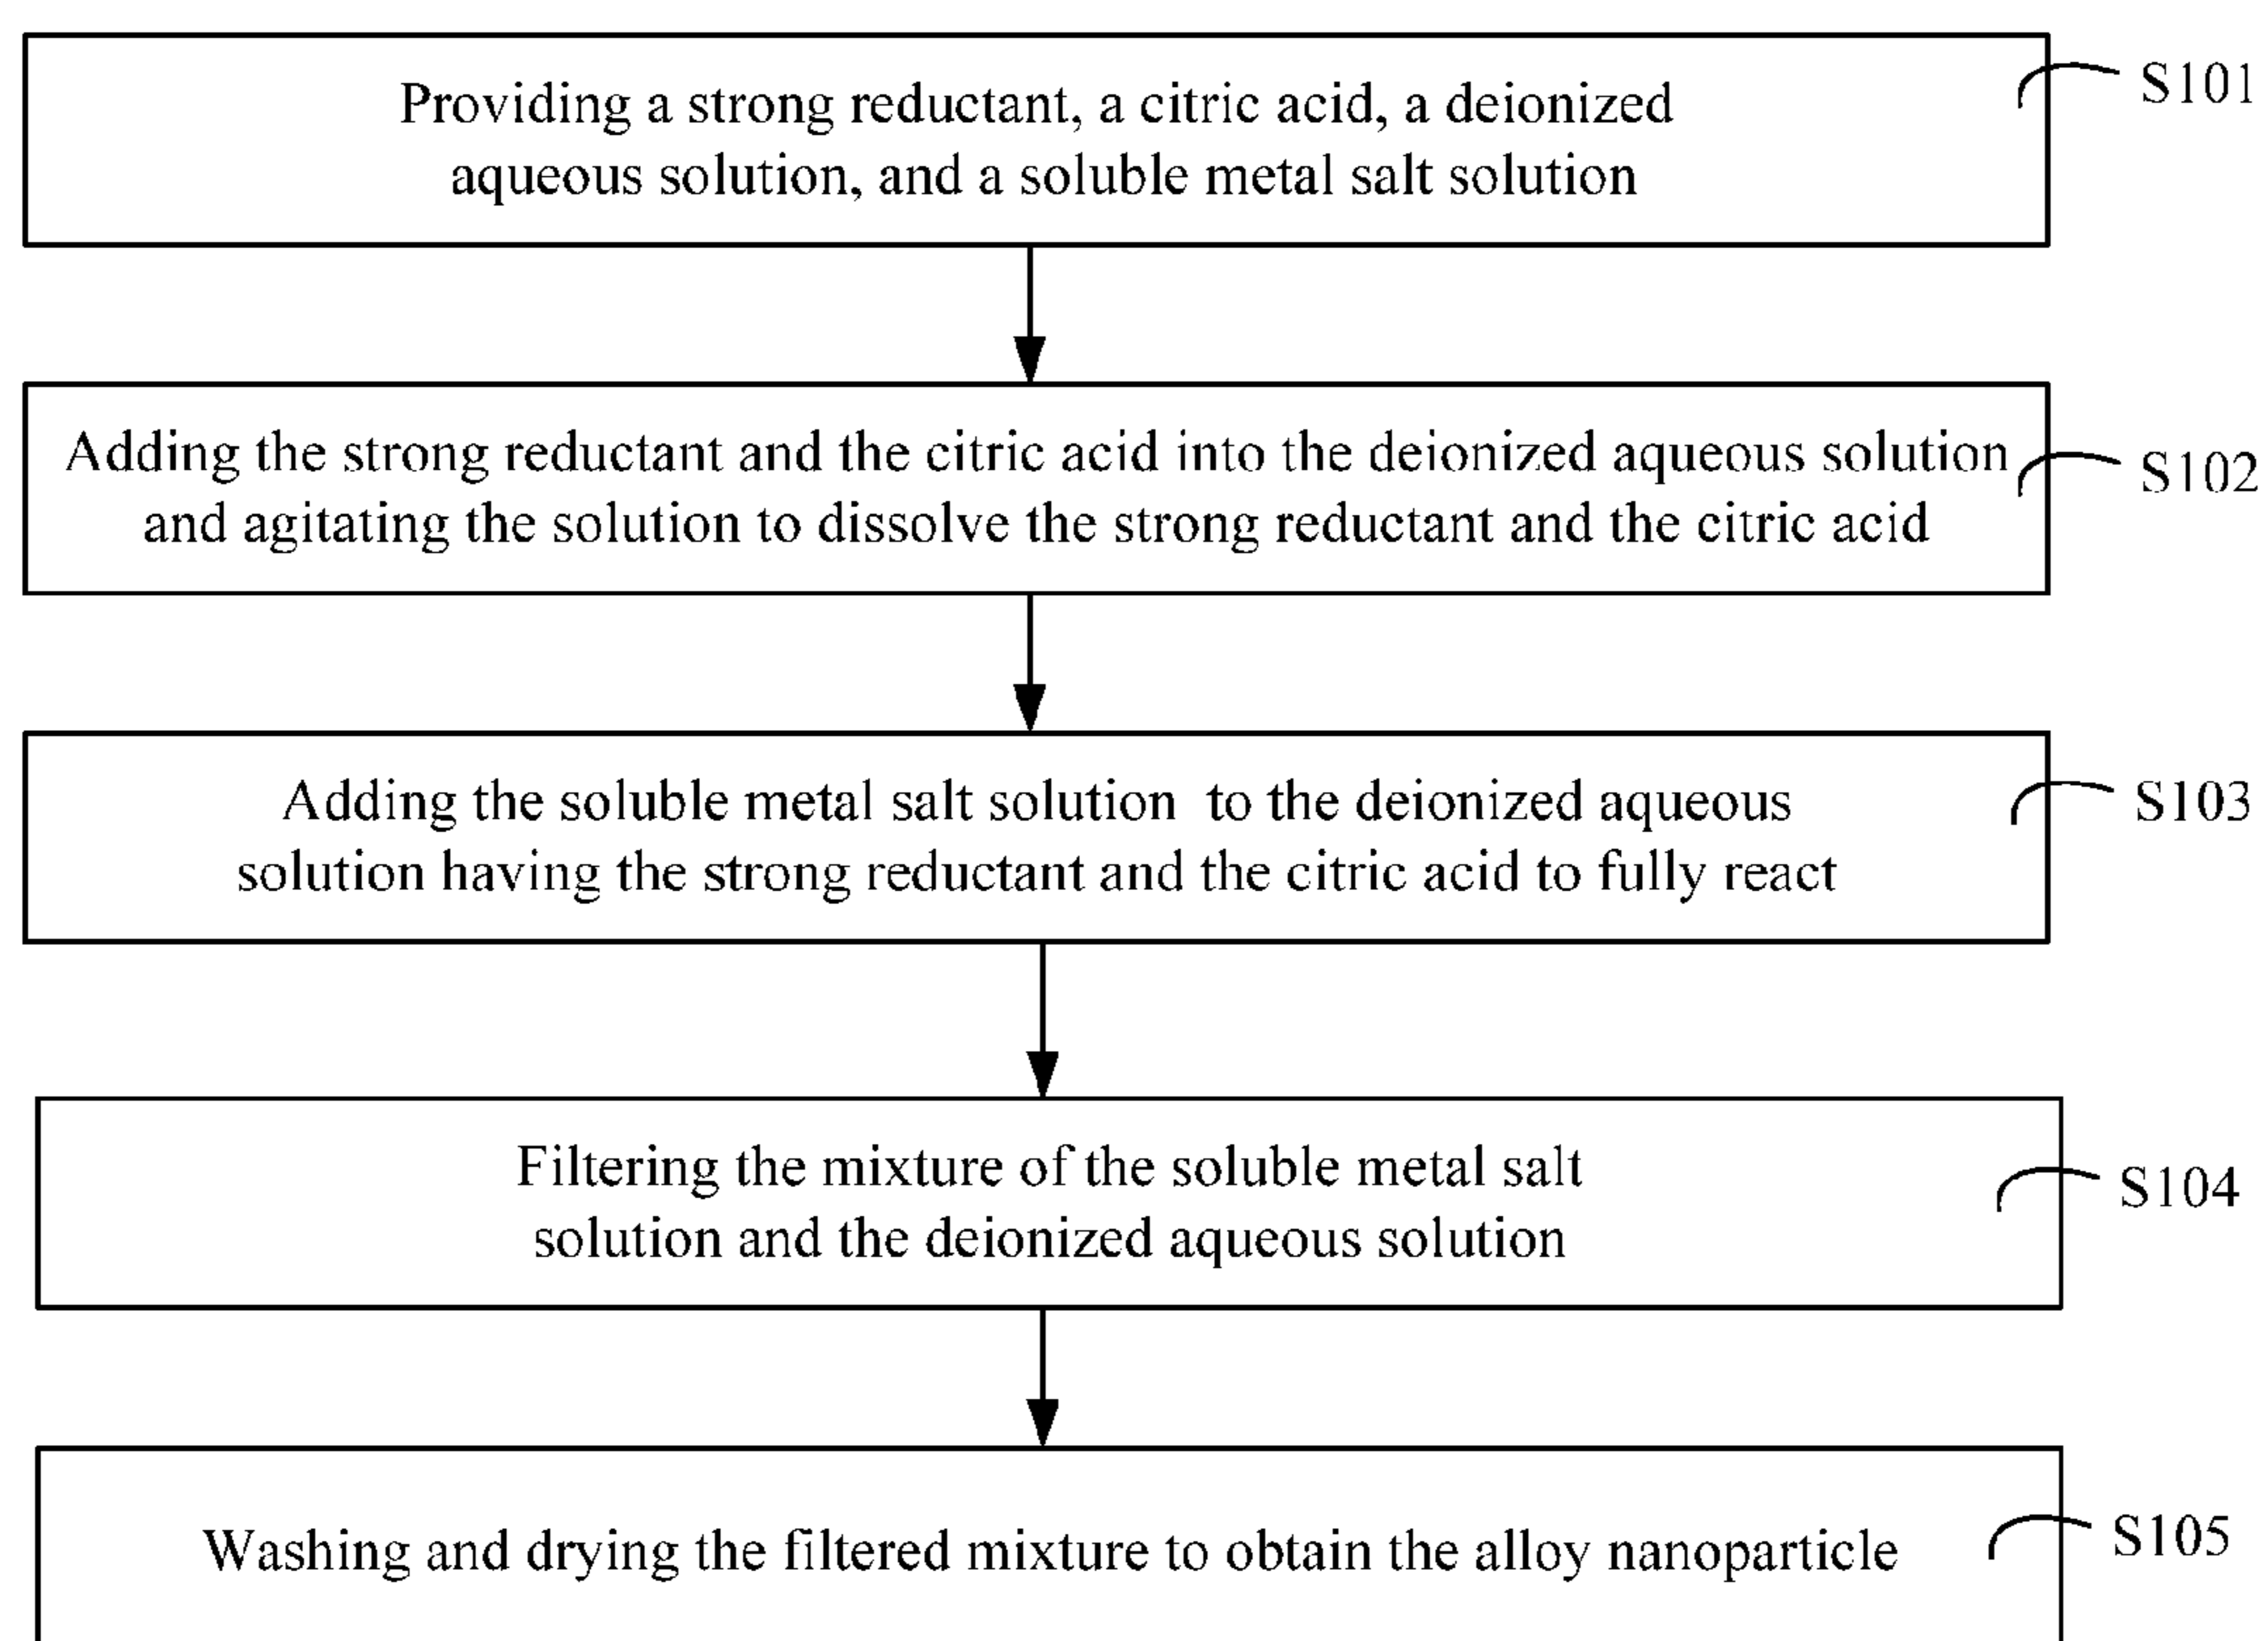 Providing a strong reductant, a citric acid, a deionized
aqueous solution, and a soluble metal salt solution
S101
Adding the strong reductant and the citric acid into the deionized aqueous solution
and agitating the solution to dissolve the strong reductant and the citric acid
S102
Adding the soluble metal salt solution to the deionized aqueous
solution having the strong reductant and the citric acid to fully react
S103
Filtering the mixture of the soluble metal salt
solution and the deionized aqueous solution
S104
Washing and drying the filtered mixture to obtain the alloy nanoparticle
S105